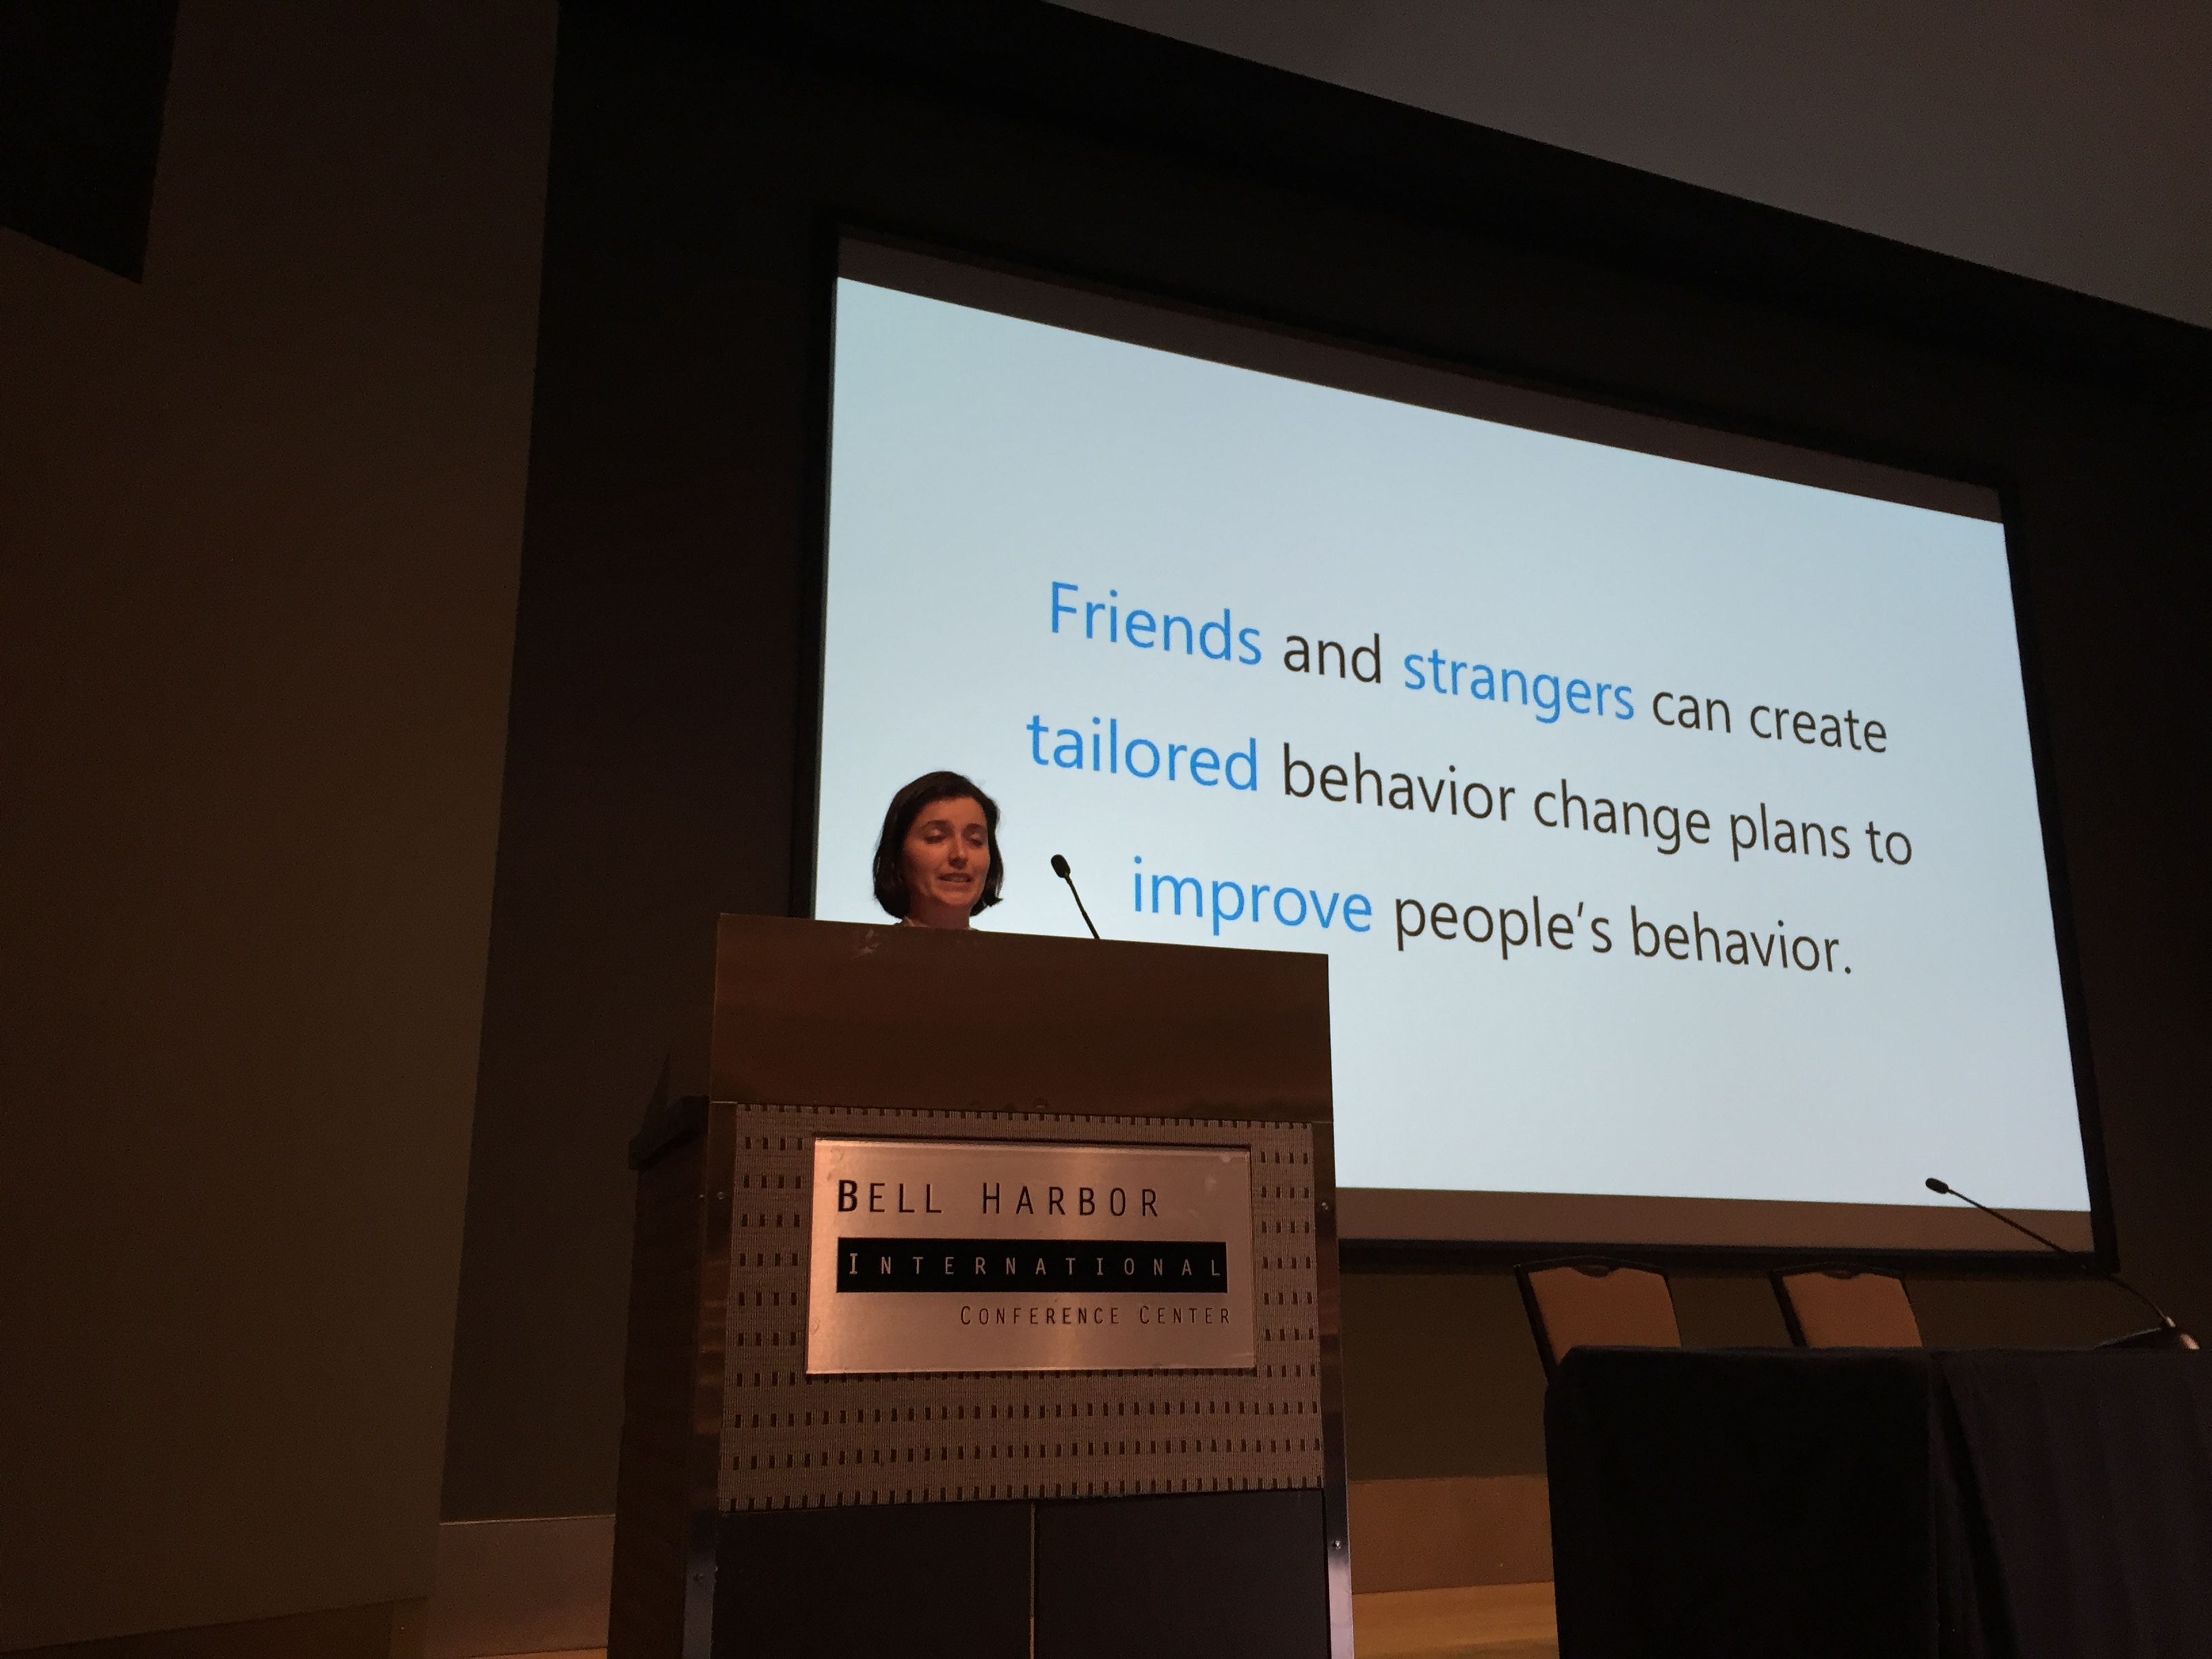 Friends and strangers can create
tailored behavior change plans to
improve people's behavior.
BELL HARBOR
INTERNATIONAL
CONFERENCE CENTER